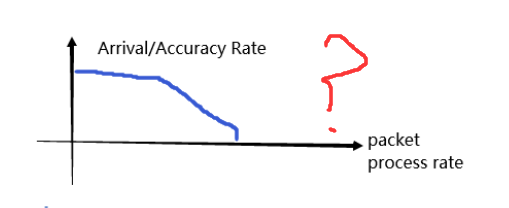 Arrival/Accuracy Rate
?
packet
process rate